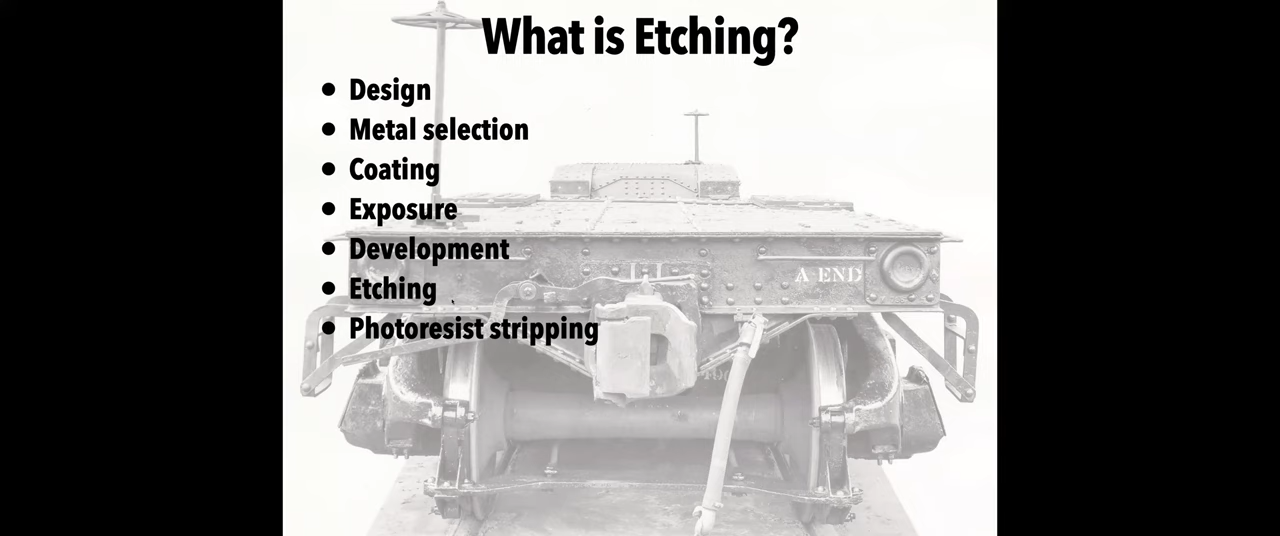 What is Etching?
• Design
• Metal selection
• Coating
• Exposure
• Development
• Etching
• Photoresist stripping
A END